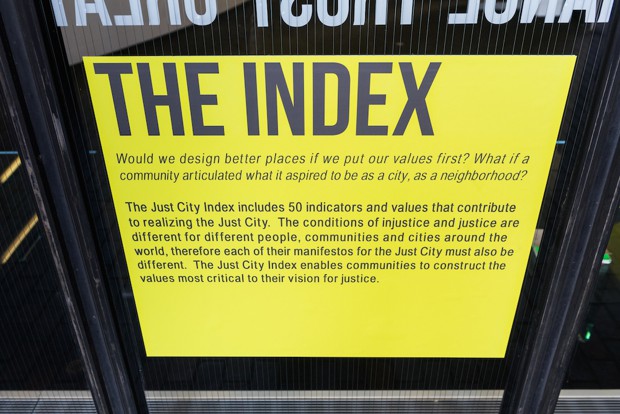 THE INDEX
Would we design better places if we put our values first? What if a
community articulated what it aspired to be as a city, as a neighborhood?
The Just City Index includes 50 indicators and values that contribute
to realizing the Just City. The conditions of injustice and justice are
different for different people, communities and cities around the
world, therefore each of their manifestos for the Just City must also be
different. The Just City Index enables communities to construct the
values most critical to their vision for justice.